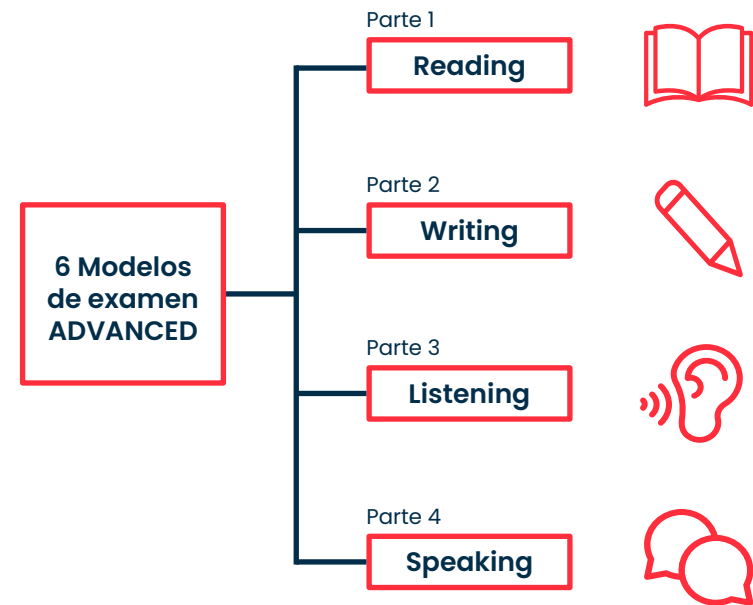 6 Modelos
de examen
ADVANCED
Parte 1
Reading
Parte 2
Writing
Parte 3
Listening
Parte 4
Speaking